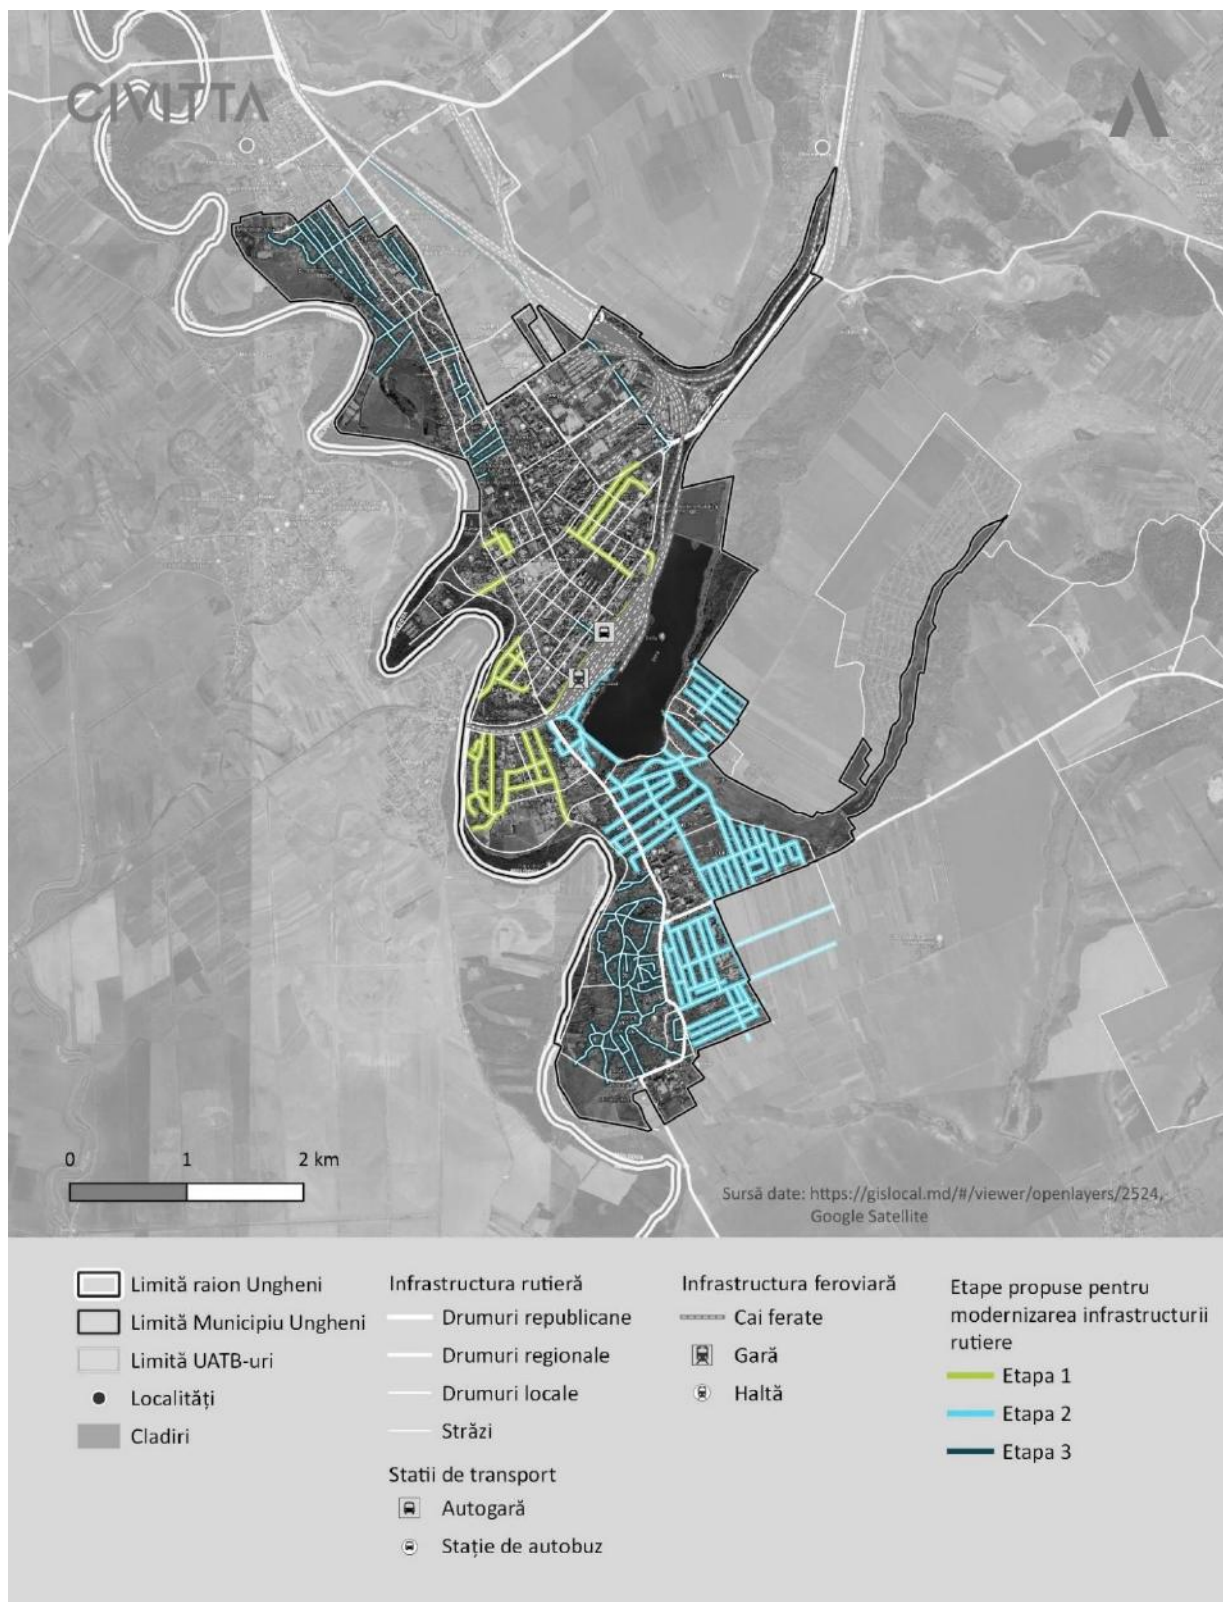 CIVITTA
0 1 2 km
Sursă date: https://gislocal.md/#/viewer/openlayers/2524,
Google Satellite
Limită raion Ungheni
Limită Municipiu Ungheni
Limită UATB-uri
Localități
Cladiri
Infrastructura rutieră
Drumuri republicane
Drumuri regionale
Drumuri locale
Străzi
Statii de transport
Autogară
Stație de autobuz
Infrastructura feroviară
Cai ferate
Gară
Haltă
Etape propuse pentru
modernizarea infrastructurii
rutiere
Etapa 1
Etapa 2
Etapa 3